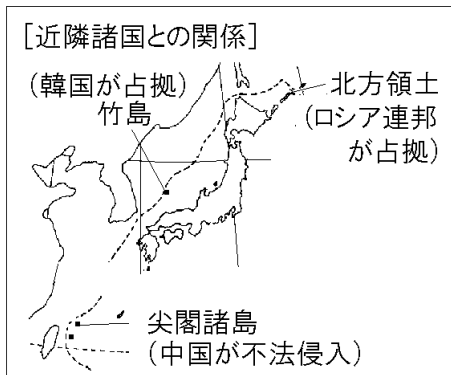 [近隣諸国との関係]
(韓国が占拠)
竹島
北方領土
(ロシア連邦
が占拠)
尖閣諸島
(中国が不法侵入)